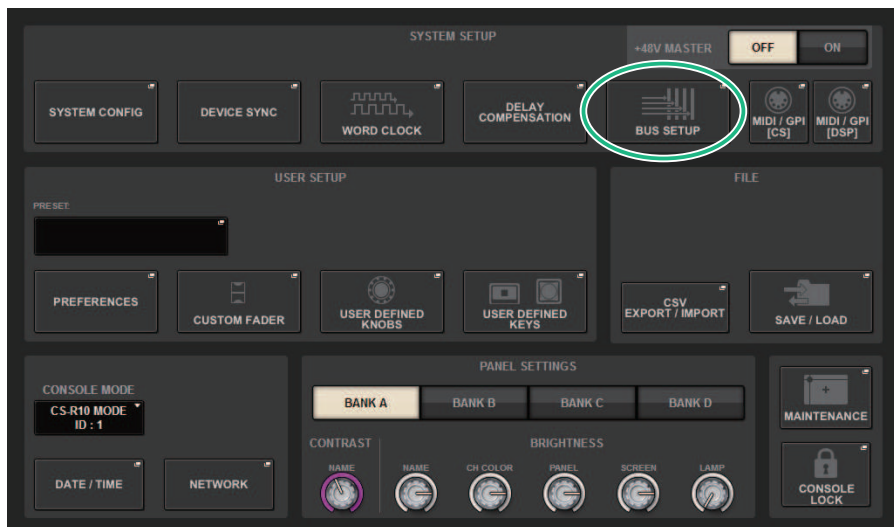 SYSTEM SETUP
+48V MASTER
OFF
ON
SYSTEM CONFIG
DEVICE SYNC
WORD CLOCK
DELAY
COMPENSATION
BUS SETUP
MIDI / GPI
[CS]
MIDI / GPI
[DSP]
USER SETUP
PRESET
PREFERENCES
CUSTOM FADER
USER DEFINED
KNOBS
USER DEFINED
KEYS
FILE
CSV
EXPORT / IMPORT
SAVE / LOAD
CONSOLE MODE
CS-R10 MODE
ID : 1
DATE / TIME
NETWORK
PANEL SETTINGS
BANK A
BANK B
BANK C
BANK D
CONTRAST
BRIGHTNESS
NAME
NAME
CH COLOR
PANEL
SCREEN
LAMP
MAINTENANCE
CONSOLE
LOCK